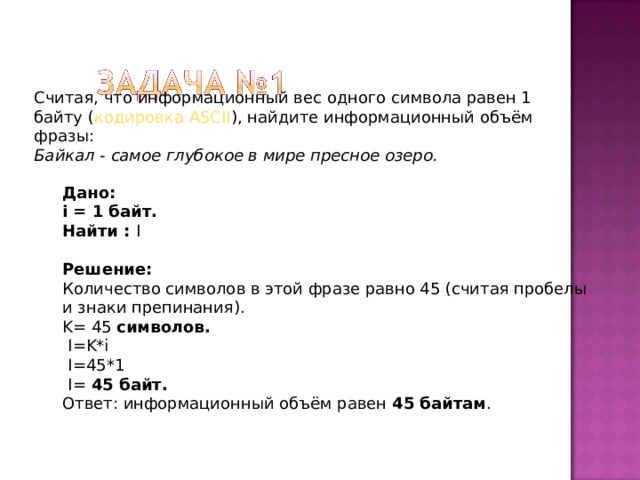 ЗАДАЧА №1
Считая, что информационный вес одного символа равен 1
байту (кодировка ASCII), найдите информационный объём
фразы:
Байкал - самое глубокое в мире пресное озеро.
Дано:
i = 1 байт.
Найти : I
Решение:
Количество символов в этой фразе равно 45 (считая пробелы
и знаки препинания).
K= 45 символов.
I=K*i
I=45*1
I= 45 байт.
Ответ: информационный объём равен 45 байтам.